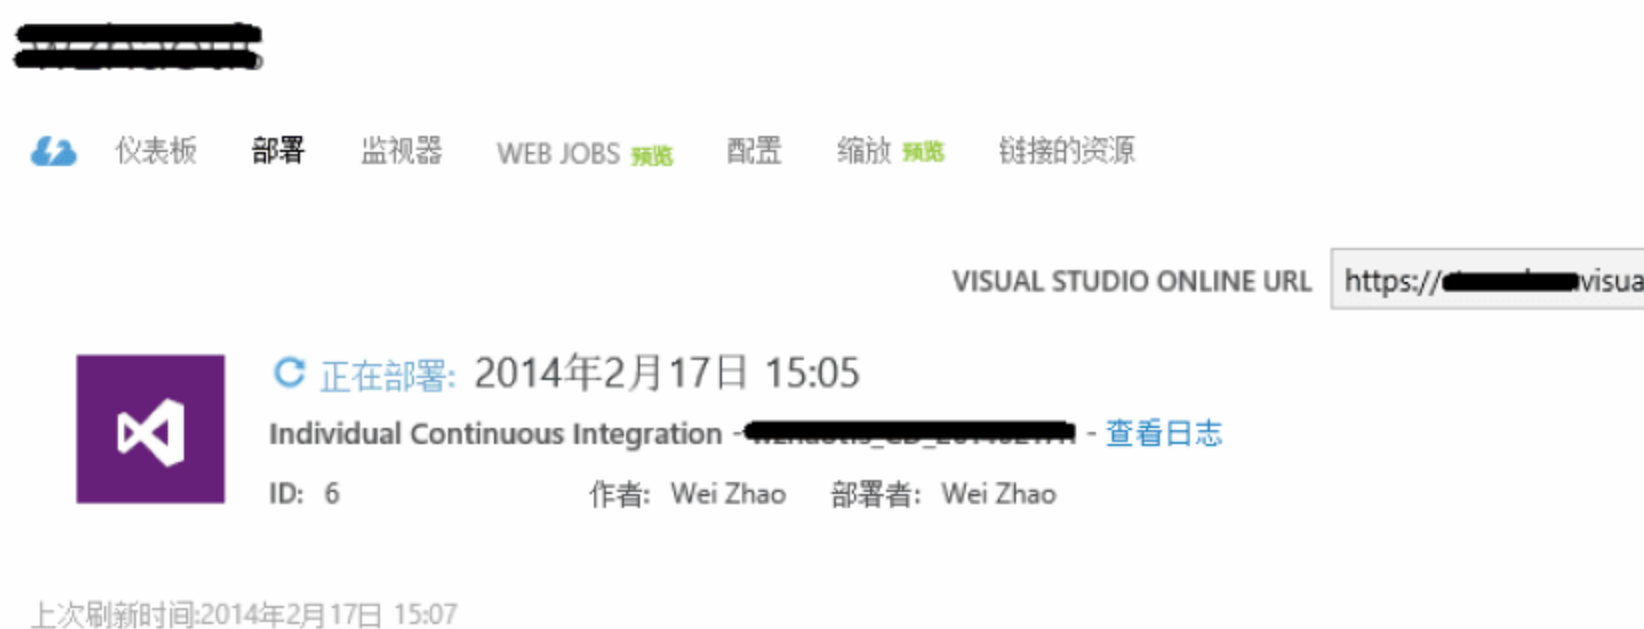 仪表板 部署 监视器 WEB JOBS 预览 配置 缩放 预览 链接的资源
VISUAL STUDIO ONLINE URL https:// visua
正在部署: 2014年2月17日 15:05
Individual Continuous Integration - - 查看日志
ID: 6 作者: Wei Zhao 部署者: Wei Zhao
上次刷新时间:2014年2月17日 15:07